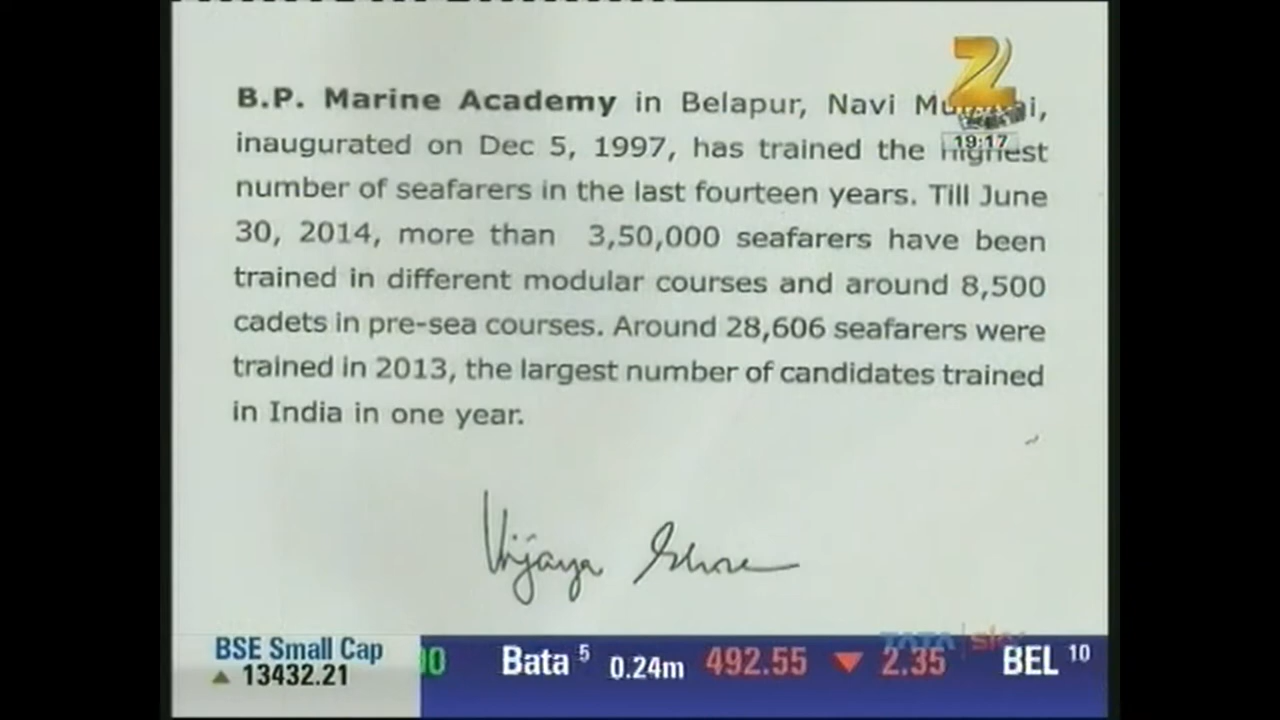 B.P. Marine Academy in Belapur, Navi Mumbai,
inaugurated on Dec 5, 1997, has trained the highest
number of seafarers in the last fourteen years. Till June
30, 2014, more than 3,50,000 seafarers have been
trained in different modular courses and around 8,500
cadets in pre-sea courses. Around 28,606 seafarers were
trained in 2013, the largest number of candidates trained
in India in one year.
Z
19:17
Vijaya Ghose
TATA sky
BSE Small Cap
▲ 13432.21
Bata 5 0.24m 492.55 ▼ 2.35 BEL 10